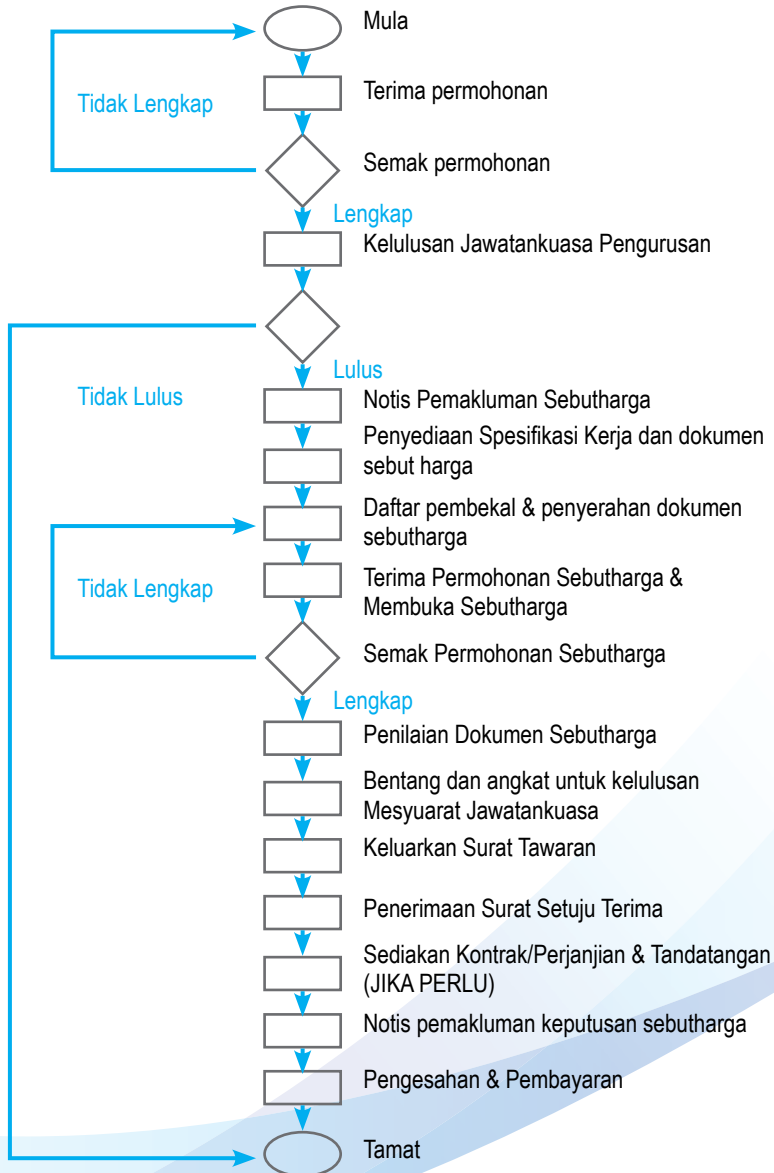 Mula
Terima permohonan
Tidak Lengkap
Semak permohonan
Lengkap
Kelulusan Jawatankuasa Pengurusan
Lulus
Tidak Lulus
Notis Pemakluman Sebutharga
Penyediaan Spesifikasi Kerja dan dokumen
sebut harga
Daftar pembekal & penyerahan dokumen
sebutharga
Tidak Lengkap
Terima Permohonan Sebutharga &
Membuka Sebutharga
Semak Permohonan Sebutharga
Lengkap
Penilaian Dokumen Sebutharga
Bentang dan angkat untuk kelulusan
Mesyuarat Jawatankuasa
Keluarkan Surat Tawaran
Penerimaan Surat Setuju Terima
Sediakan Kontrak/Perjanjian & Tandatangan
(JIKA PERLU)
Notis pemakluman keputusan sebutharga
Pengesahan & Pembayaran
Tamat